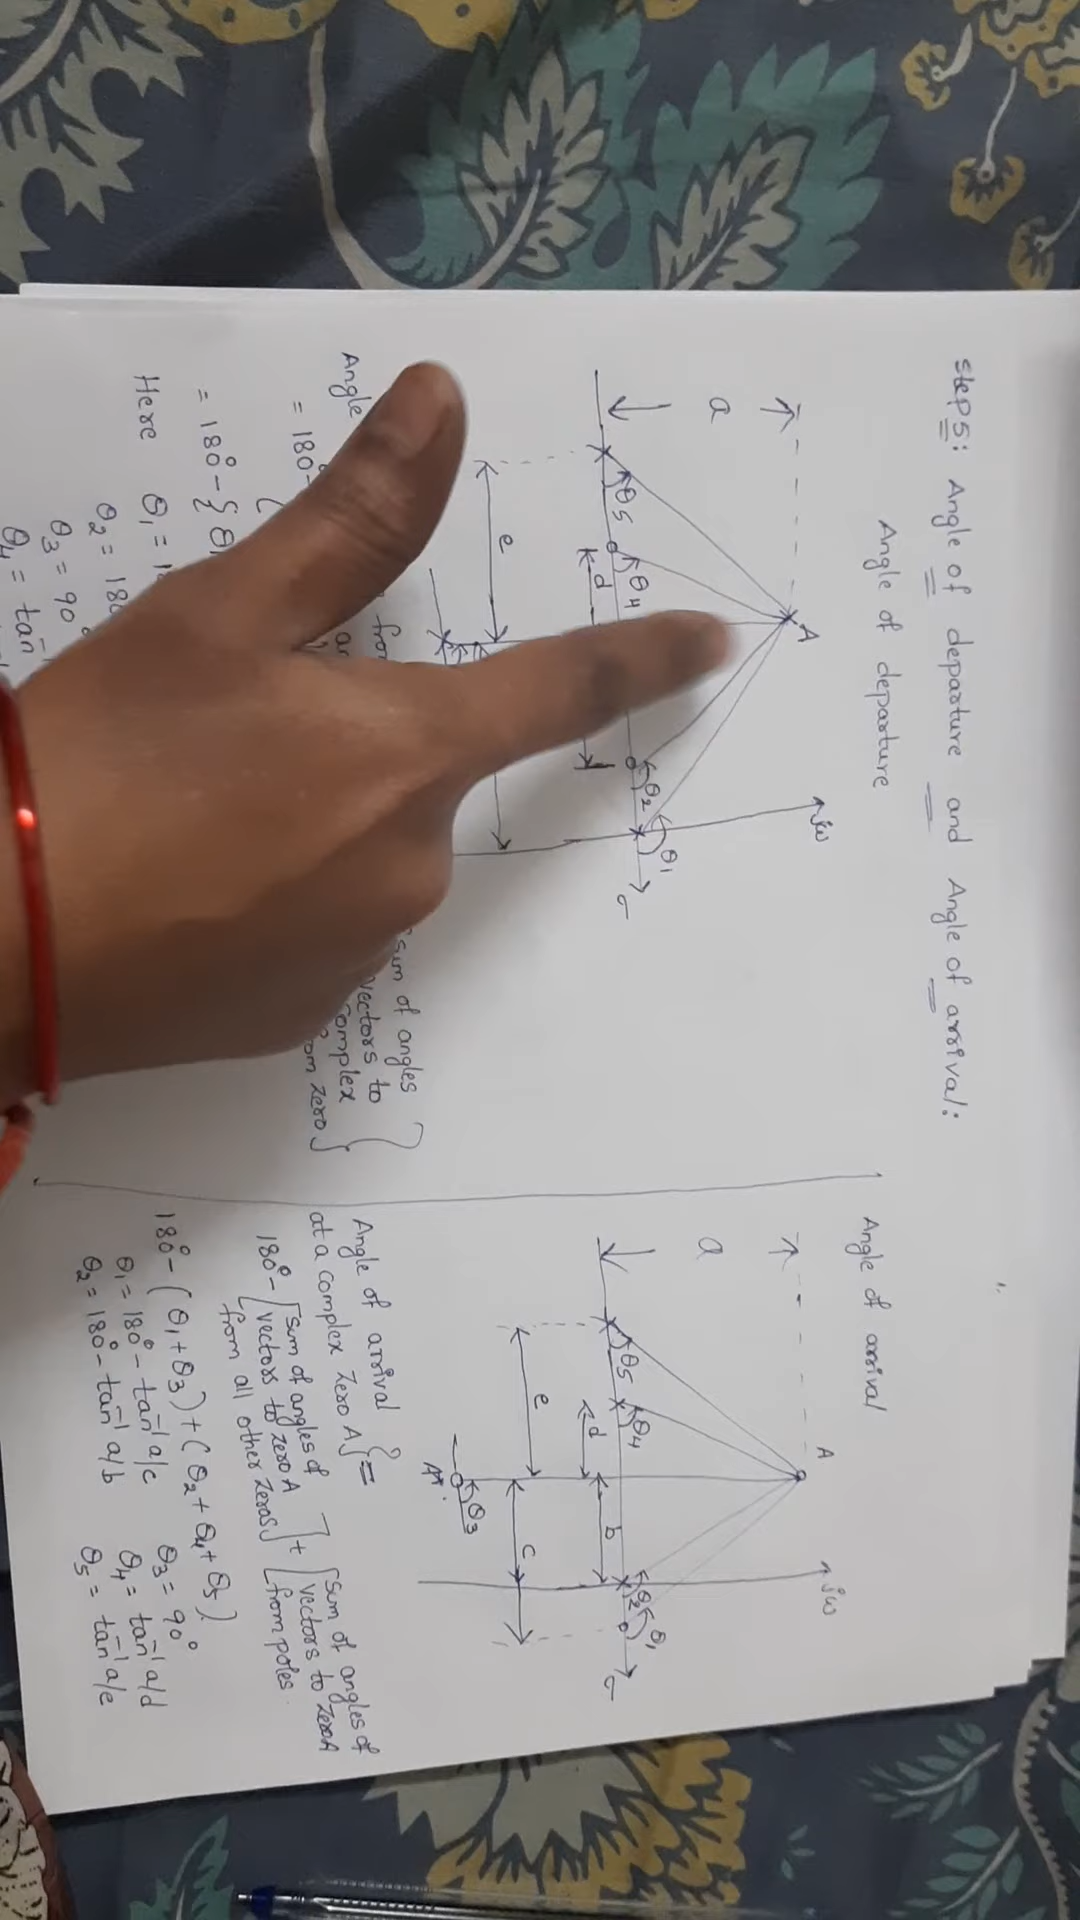 Step 5: Angle of departure and Angle of arrival:
Angle of departure
a
A
jω
θ5
θ4
θ2
θ1
σ
d
e
Angle
= 180°-
= 180° - { θ1
Here θ1 =
θ2 = 180
θ3 = 90°
θ4 = tan⁻¹
sum of angles
vectors to
complex
from zero }
Angle of arrival
a
A
jω
θ5
θ4
θ2
θ1
σ
d
b
e
c
θ3
A*
Angle of arrival
at a complex zero A } =
180° - [sum of angles of vectors to zero A from all other zeros] + [sum of angles of vectors to zero A from poles.
180° - (θ1 + θ3) + (θ2 + θ4 + θ5)
θ1 = 180° - tan⁻¹ a/c θ3 = 90°
θ2 = 180° - tan⁻¹ a/b θ4 = tan⁻¹ a/d
θ5 = tan⁻¹ a/e